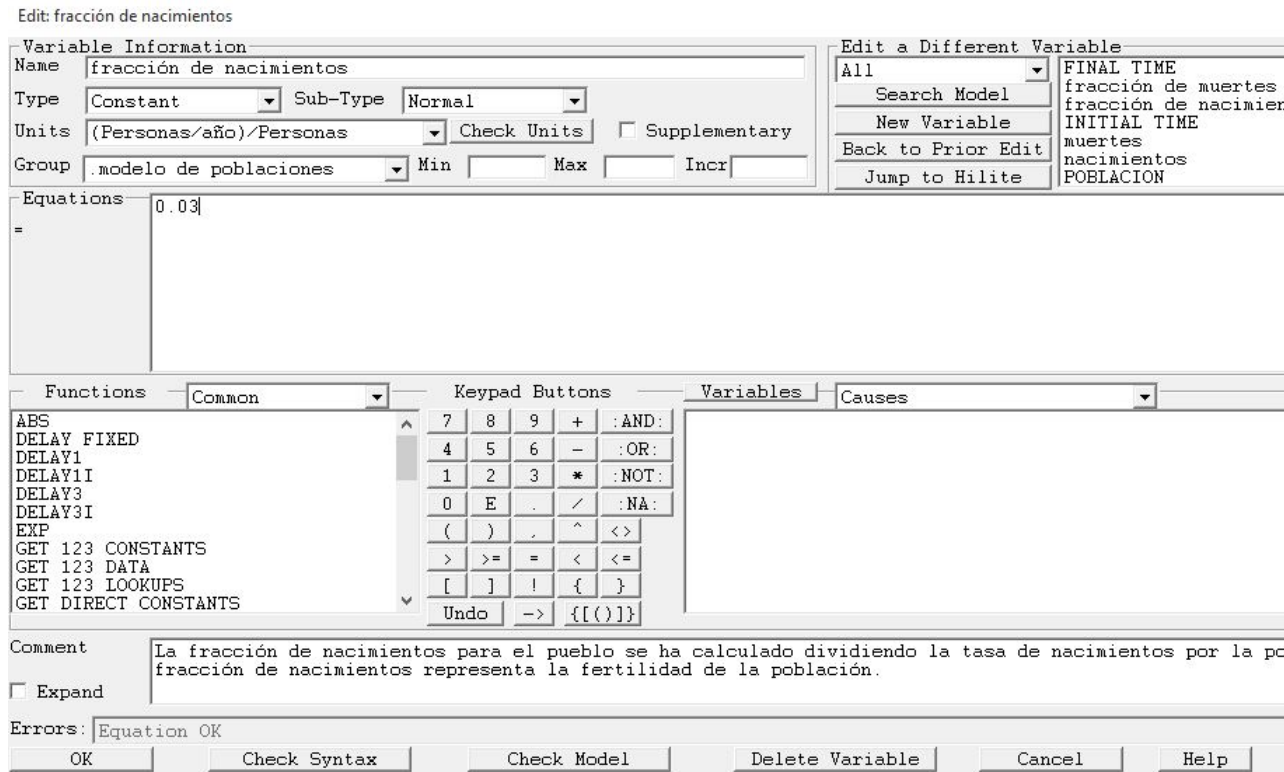 Edit: fracción de nacimientos
Variable Information
Edit a Different Variable
Name fracción de nacimientos
Type Constant Sub-Type Normal
Units (Personas/año)/Personas Check Units Supplementary
Group .modelo de poblaciones Min Max Incr
All
Search Model
New Variable
Back to Prior Edit
Jump to Hilite
FINAL TIME
fracción de muertes
fracción de nacimien
INITIAL TIME
muertes
nacimientos
POBLACION
Equations 0.03
=
Functions Common Keypad Buttons Variables Causes
ABS
DELAY FIXED
DELAY1
DELAY1I
DELAY3
DELAY3I
EXP
GET 123 CONSTANTS
GET 123 DATA
GET 123 LOOKUPS
GET DIRECT CONSTANTS
7 8 9 + :AND:
4 5 6 - :OR:
1 2 3 * :NOT:
0 E . / :NA:
( ) , ^ <>
> >= = < <=
[ ] ! { }
Undo -> {[()]}
Comment
La fracción de nacimientos para el pueblo se ha calculado dividiendo la tasa de nacimientos por la po
fracción de nacimientos representa la fertilidad de la población.
Expand
Errors: Equation OK
OK Check Syntax Check Model Delete Variable Cancel Help